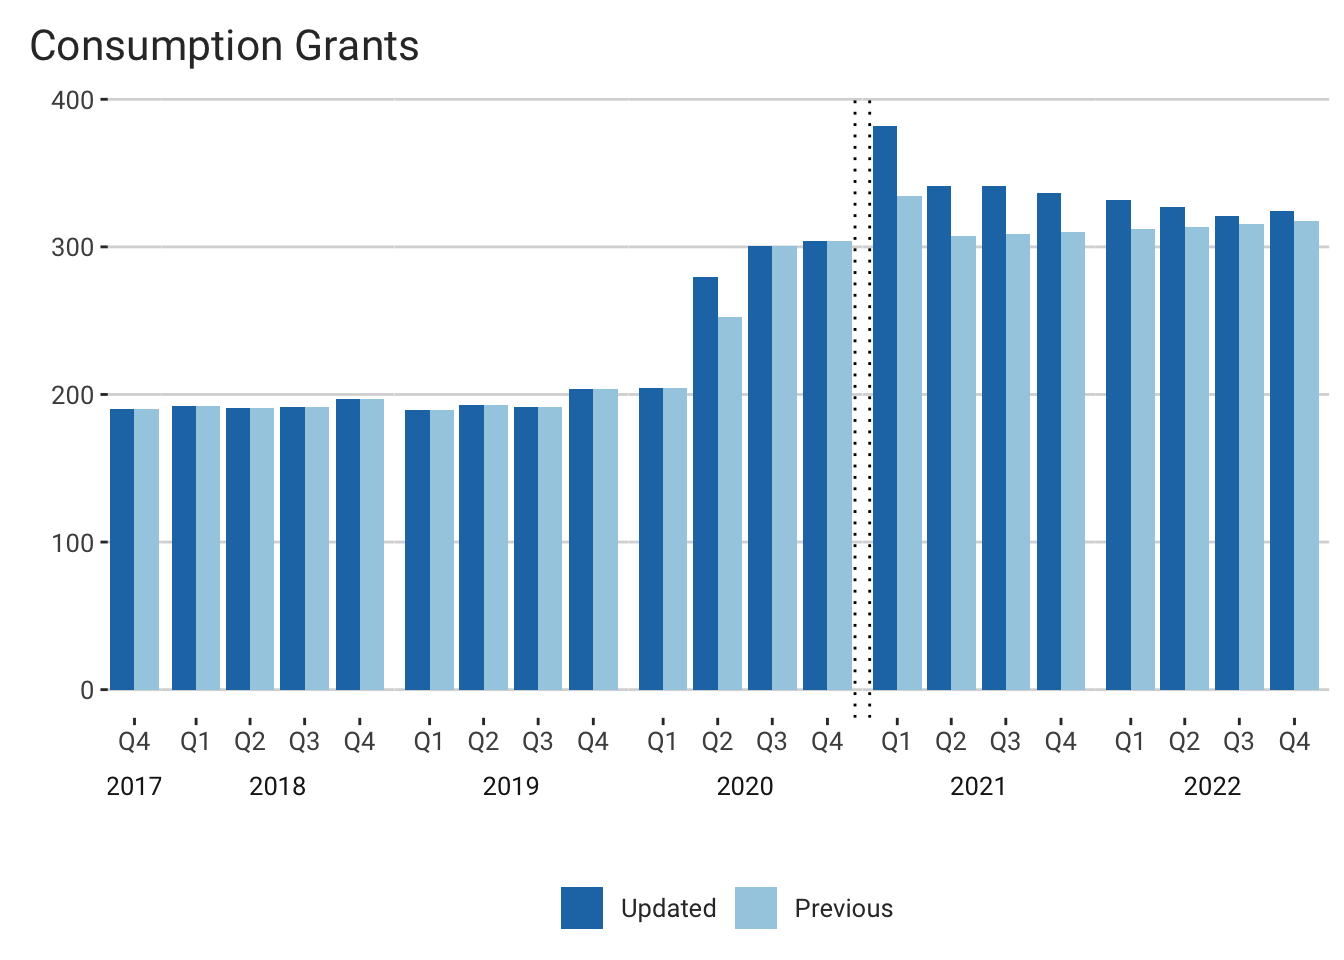 Consumption Grants
400
300
200
100
0
Q4 Q1 Q2 Q3 Q4 Q1 Q2 Q3 Q4 Q1 Q2 Q3 Q4 Q1 Q2 Q3 Q4 Q1 Q2 Q3 Q4
2017 2018 2019 2020 2021 2022
Updated Previous